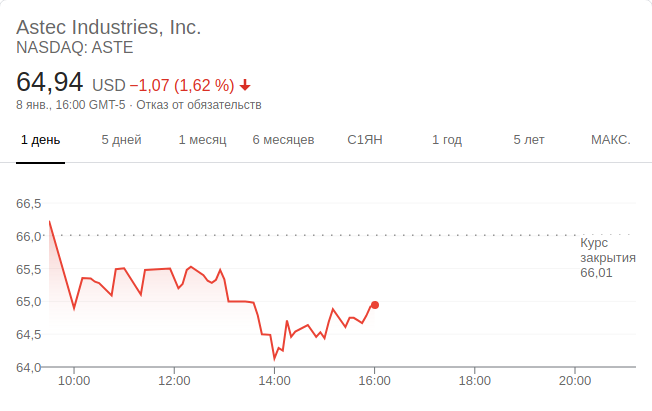 Astec Industries, Inc.
NASDAQ: ASTE
64,94 USD −1,07 (1,62 %)
8 янв., 16:00 GMT-5 · Отказ от обязательств
1 день 5 дней 1 месяц 6 месяцев С1ЯН 1 год 5 лет МАКС.
66,5
66,0
Курс
закрытия
66,01
65,5
65,0
64,5
64,0
10:00 12:00 14:00 16:00 18:00 20:00